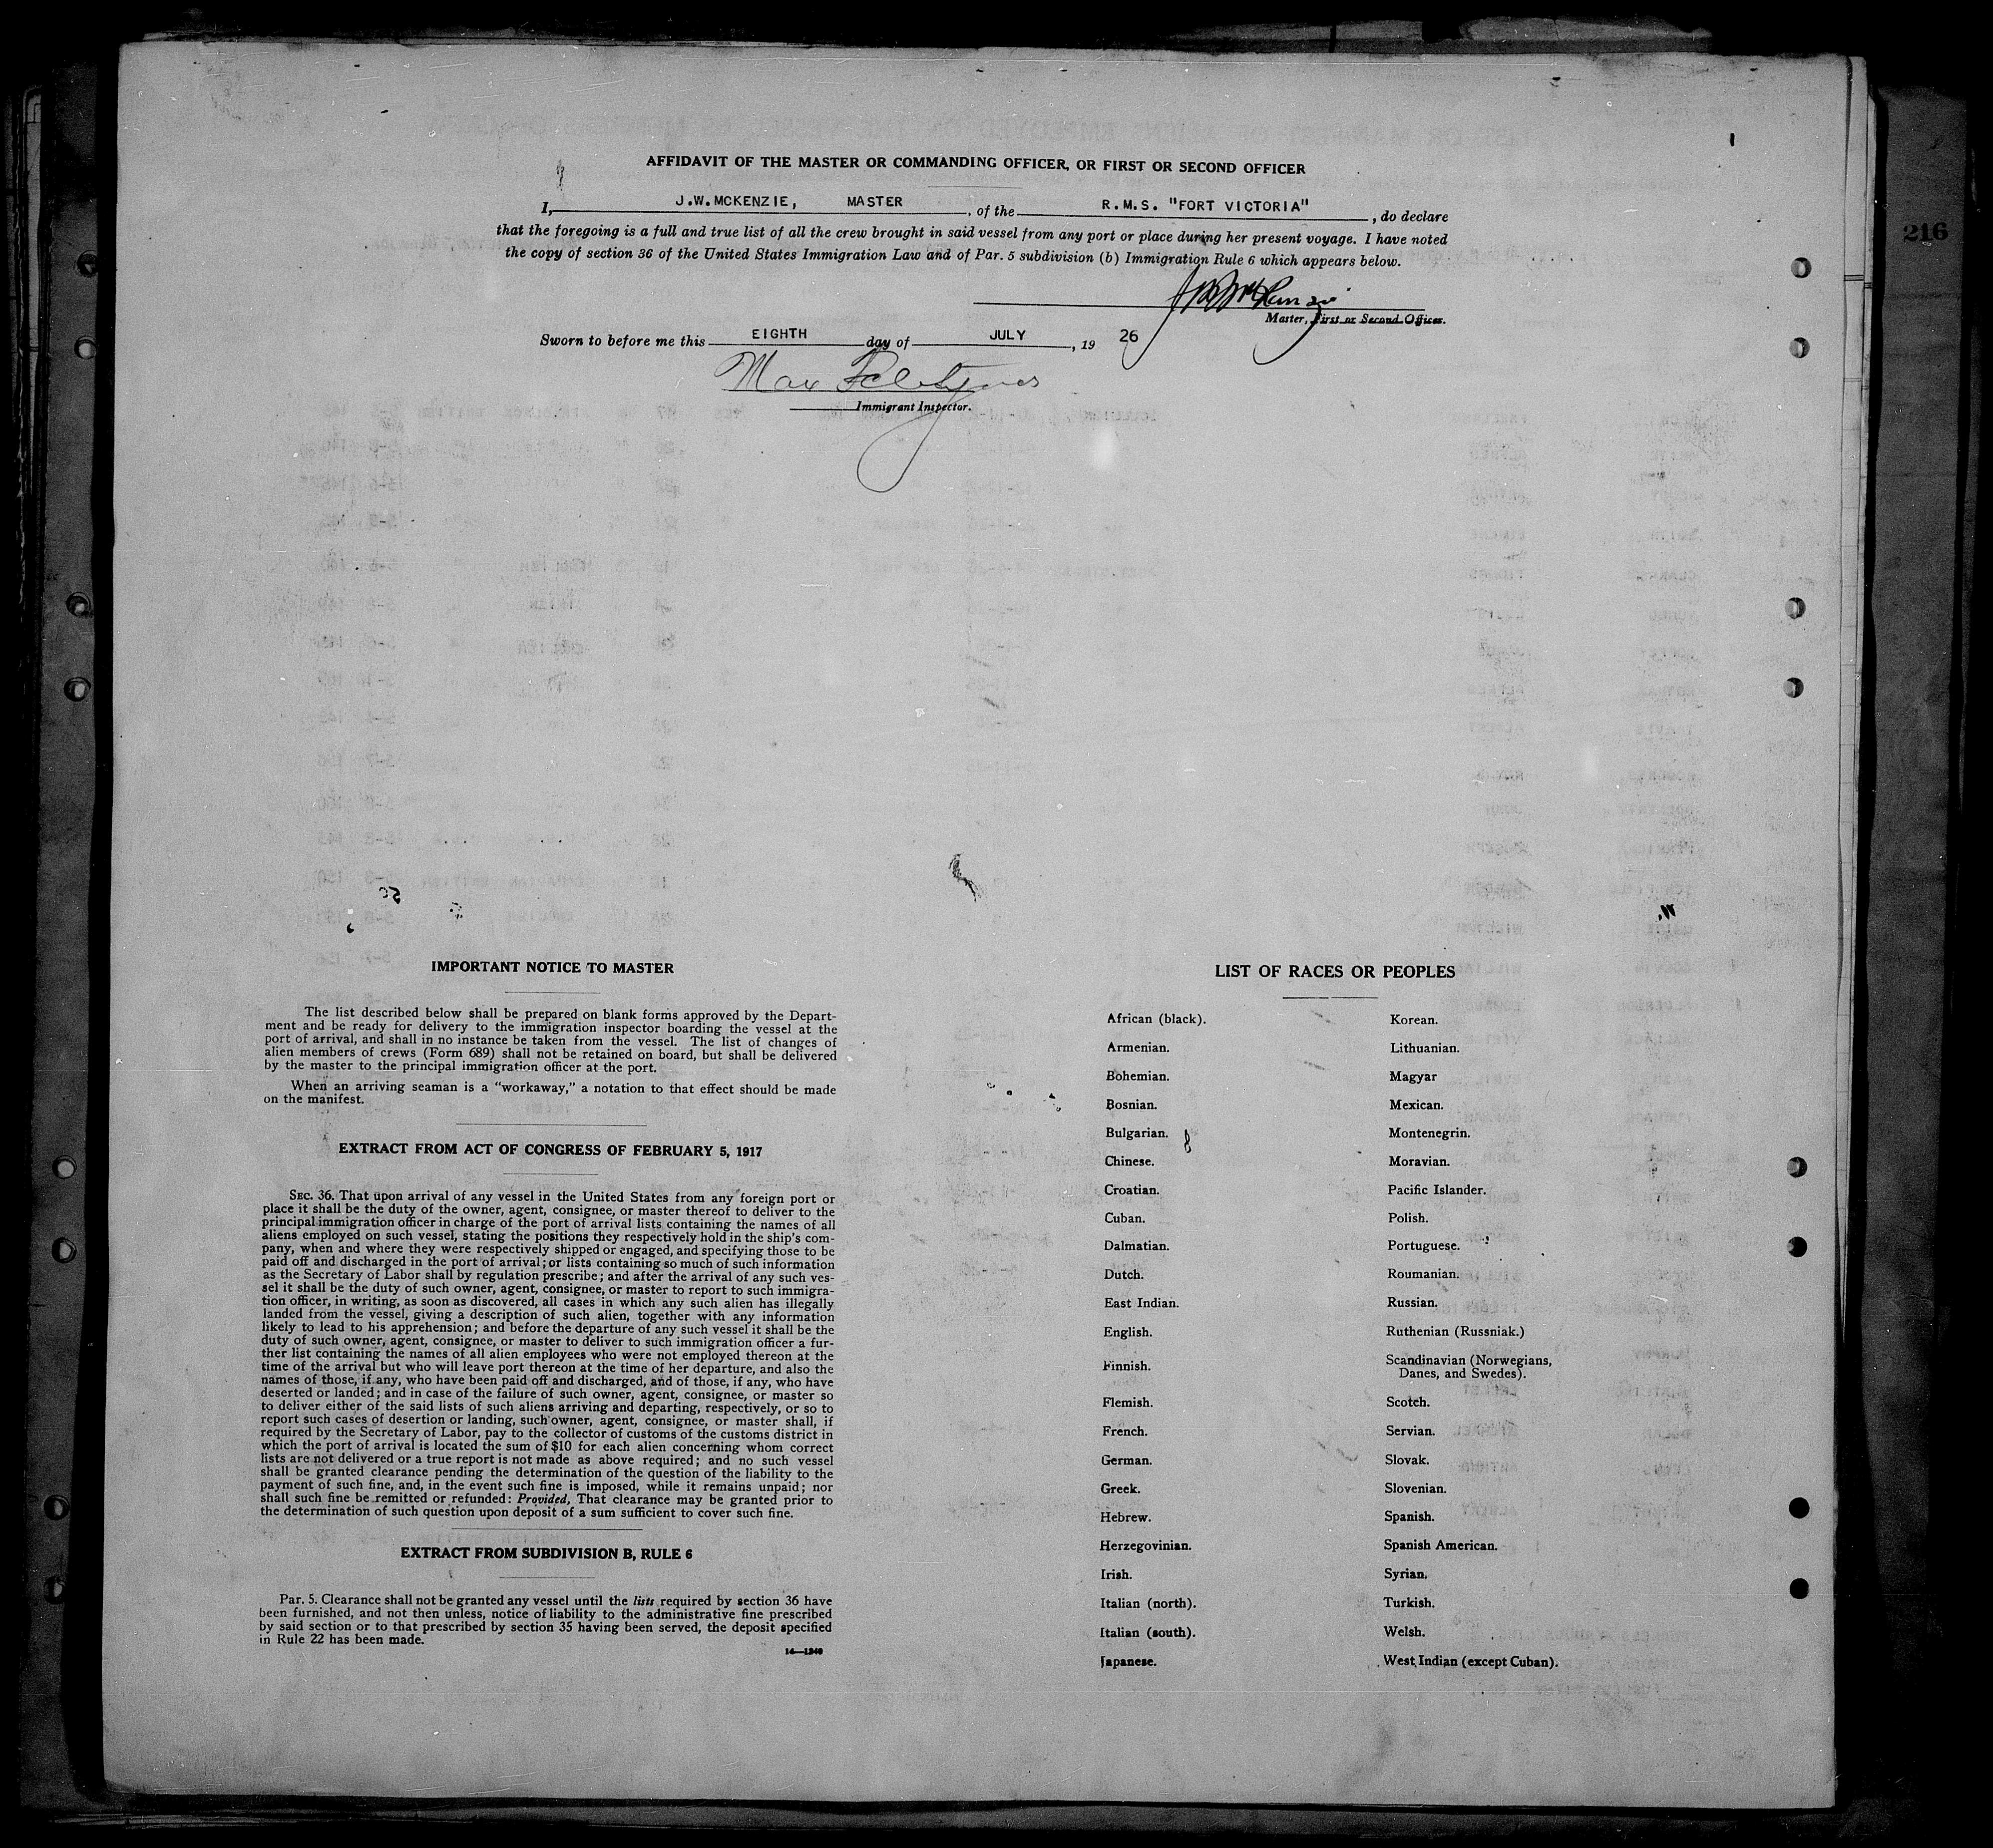 AFFIDAVIT OF THE MASTER OR COMMANDING OFFICER, OR FIRST OR SECOND OFFICER
I, J.W.MCKENZIE, MASTER, of the R.M.S. "FORT VICTORIA", do declare
that the foregoing is a full and true list of all the crew brought in said vessel from any port or place during her present voyage. I have noted
the copy of section 36 of the United States Immigration Law and of Par. 5 subdivision (b) Immigration Rule 6 which appears below.
Master, First or Second Officer.
Sworn to before me this EIGHTH day of JULY, 19 26
Max
Immigrant Inspector.
216
IMPORTANT NOTICE TO MASTER
The list described below shall be prepared on blank forms approved by the Depart-
ment and be ready for delivery to the immigration inspector boarding the vessel at the
port of arrival, and shall in no instance be taken from the vessel. The list of changes of
alien members of crews (Form 689) shall not be retained on board, but shall be delivered
by the master to the principal immigration officer at the port.
When an arriving seaman is a "workaway," a notation to that effect should be made
on the manifest.
EXTRACT FROM ACT OF CONGRESS OF FEBRUARY 5, 1917
SEC. 36. That upon arrival of any vessel in the United States from any foreign port or
place it shall be the duty of the owner, agent, consignee, or master thereof to deliver to the
principal immigration officer in charge of the port of arrival lists containing the names of all
aliens employed on such vessel, stating the positions they respectively hold in the ship's com-
pany, when and where they were respectively shipped or engaged, and specifying those to be
paid off and discharged in the port of arrival; or lists containing so much of such information
as the Secretary of Labor shall by regulation prescribe; and after the arrival of any such ves-
sel it shall be the duty of such owner, agent, consignee, or master to report to such immigra-
tion officer, in writing, as soon as discovered, all cases in which any such alien has illegally
landed from the vessel, giving a description of such alien, together with any information
likely to lead to his apprehension; and before the departure of any such vessel it shall be the
duty of such owner, agent, consignee, or master to deliver to such immigration officer a fur-
ther list containing the names of all alien employees who were not employed thereon at the
time of the arrival but who will leave port thereon at the time of her departure, and also the
names of those, if any, who have been paid off and discharged, and of those, if any, who have
deserted or landed; and in case of the failure of such owner, agent, consignee, or master so
to deliver either of the said lists of such aliens arriving and departing, respectively, or so to
report such cases of desertion or landing, such owner, agent, consignee, or master shall, if
required by the Secretary of Labor, pay to the collector of customs of the customs district in
which the port of arrival is located the sum of $10 for each alien concerning whom correct
lists are not delivered or a true report is not made as above required; and no such vessel
shall be granted clearance pending the determination of the question of the liability to the
payment of such fine, and, in the event such fine is imposed, while it remains unpaid; nor
shall such fine be remitted or refunded: Provided, That clearance may be granted prior to
the determination of such question upon deposit of a sum sufficient to cover such fine.
EXTRACT FROM SUBDIVISION B, RULE 6
Par. 5. Clearance shall not be granted any vessel until the lists required by section 36 have
been furnished, and not then unless, notice of liability to the administrative fine prescribed
by said section or to that prescribed by section 35 having been served, the deposit specified
in Rule 22 has been made.
14—1240
LIST OF RACES OR PEOPLES
African (black).
Armenian.
Bohemian.
Bosnian.
Bulgarian.
Chinese.
Croatian.
Cuban.
Dalmatian.
Dutch.
East Indian.
English.
Finnish.
Flemish.
French.
German.
Greek.
Hebrew.
Herzegovinian.
Irish.
Italian (north).
Italian (south).
Japanese.
Korean.
Lithuanian.
Magyar
Mexican.
Montenegrin.
Moravian.
Pacific Islander.
Polish.
Portuguese.
Roumanian.
Russian.
Ruthenian (Russniak.)
Scandinavian (Norwegians,
Danes, and Swedes).
Scotch.
Servian.
Slovak.
Slovenian.
Spanish.
Spanish American.
Syrian.
Turkish.
Welsh.
West Indian (except Cuban).